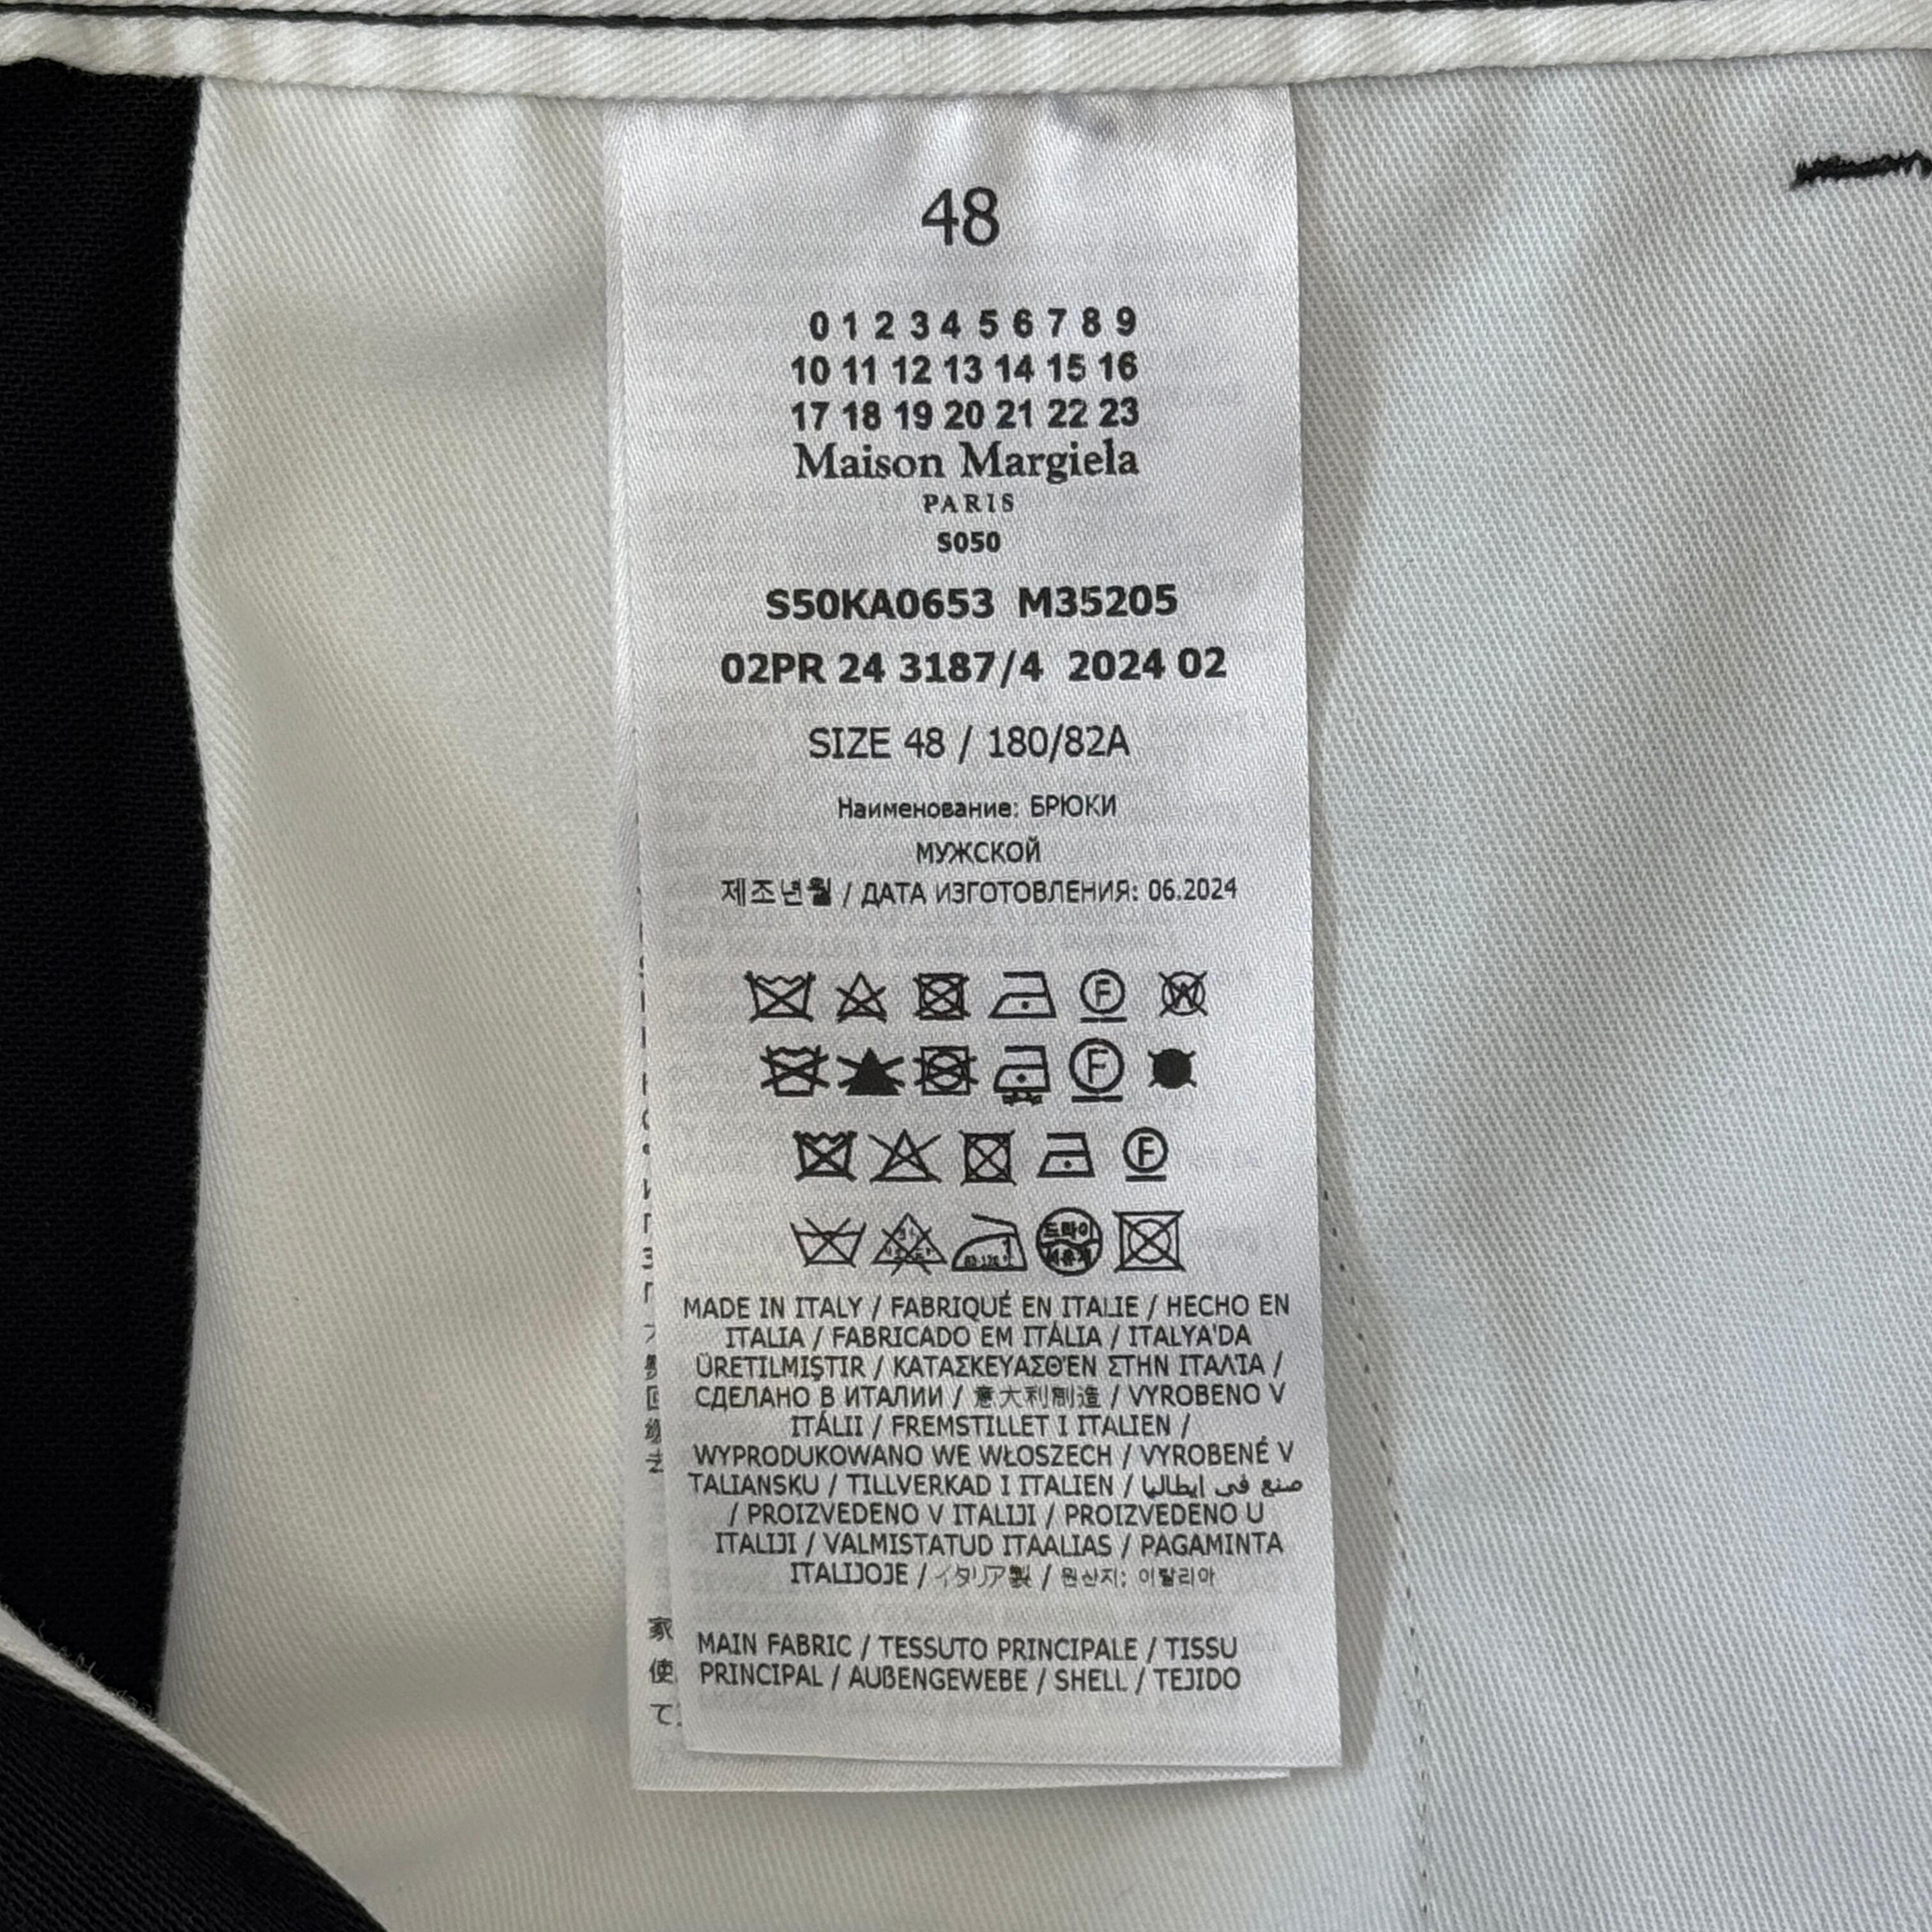 48
0 1 2 3 4 5 6 7 8 9
10 11 12 13 14 15 16
17 18 19 20 21 22 23
Maison Margiela
PARIS
S050
S50KA0653 M35205
02PR 24 3187/4 2024 02
SIZE 48 / 180/82A
Наименование: БРЮКИ
МУЖСКОЙ
제조년월 / ДАТА ИЗГОТОВЛЕНИЯ: 06.2024
F W
F
F
드라이
MADE IN ITALY / FABRIQUÉ EN ITALIE / HECHO EN
ITALIA / FABRICADO EM ITÁLIA / ITALYA'DA
ÜRETILMIŞTIR / ΚΑΤΑΣΚΕΥΑΣΘΈΝ ΣΤΗΝ ΙΤΑΛΊΑ /
СДЕЛАНО В ИТАЛИИ / 意大利制造 / VYROBENO V
ITÁLII / FREMSTILLET I ITALIEN /
WYPRODUKOWANO WE WŁOSZECH / VYROBENÉ V
TALIANSKU / TILLVERKAD I ITALIEN / صنع في ايطاليا
/ PROIZVEDENO V ITALIJI / PROIZVEDENO U
ITALIJI / VALMISTATUD ITAALIAS / PAGAMINTA
ITALIJOJE / イタリア製 / 원산지: 이탈리아
MAIN FABRIC / TESSUTO PRINCIPALE / TISSU
PRINCIPAL / AUßENGEWEBE / SHELL / TEJIDO
家
使
て